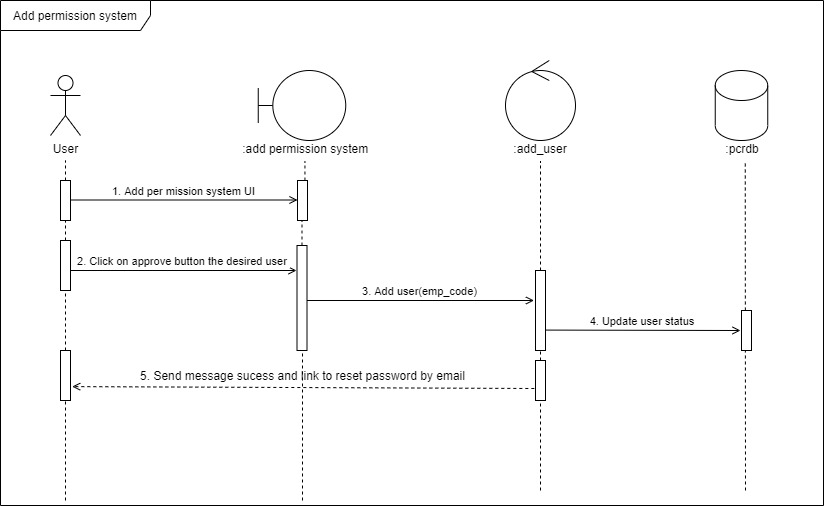 Add permission system
User
:add permission system
:add_user
:pcrdb
1. Add per mission system UI
2. Click on approve button the desired user
3. Add user(emp_code)
4. Update user status
5. Send message sucess and link to reset password by email